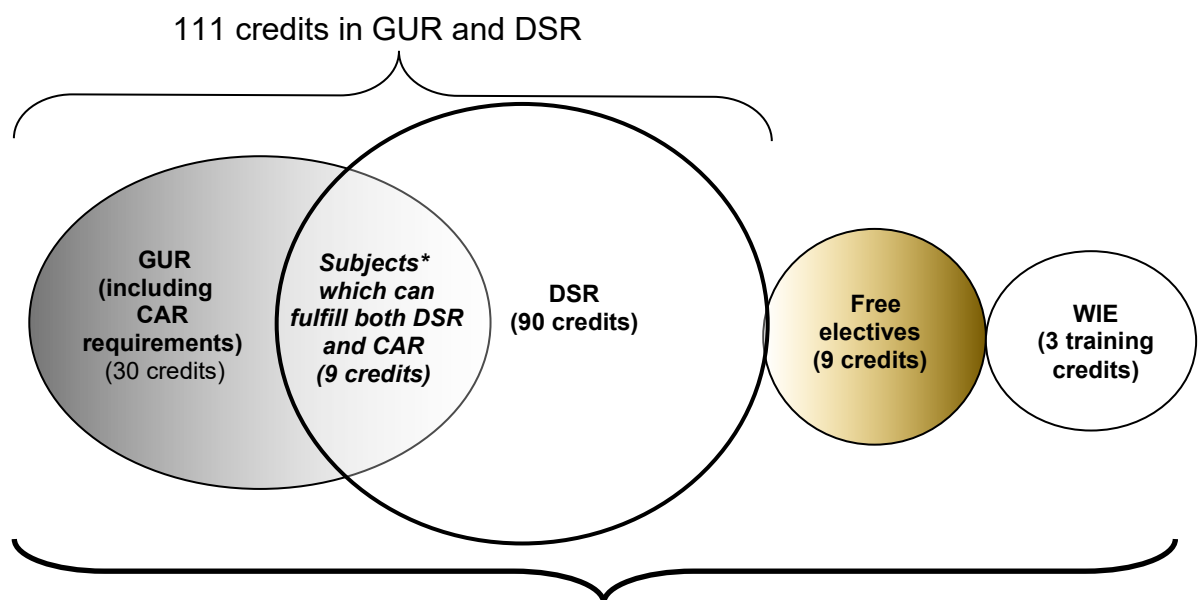 111 credits in GUR and DSR
GUR
(including
CAR
requirements)
(30 credits)
Subjects*
which can
fulfill both DSR
and CAR
(9 credits)
DSR
(90 credits)
Free
electives
(9 credits)
WIE
(3 training
credits)